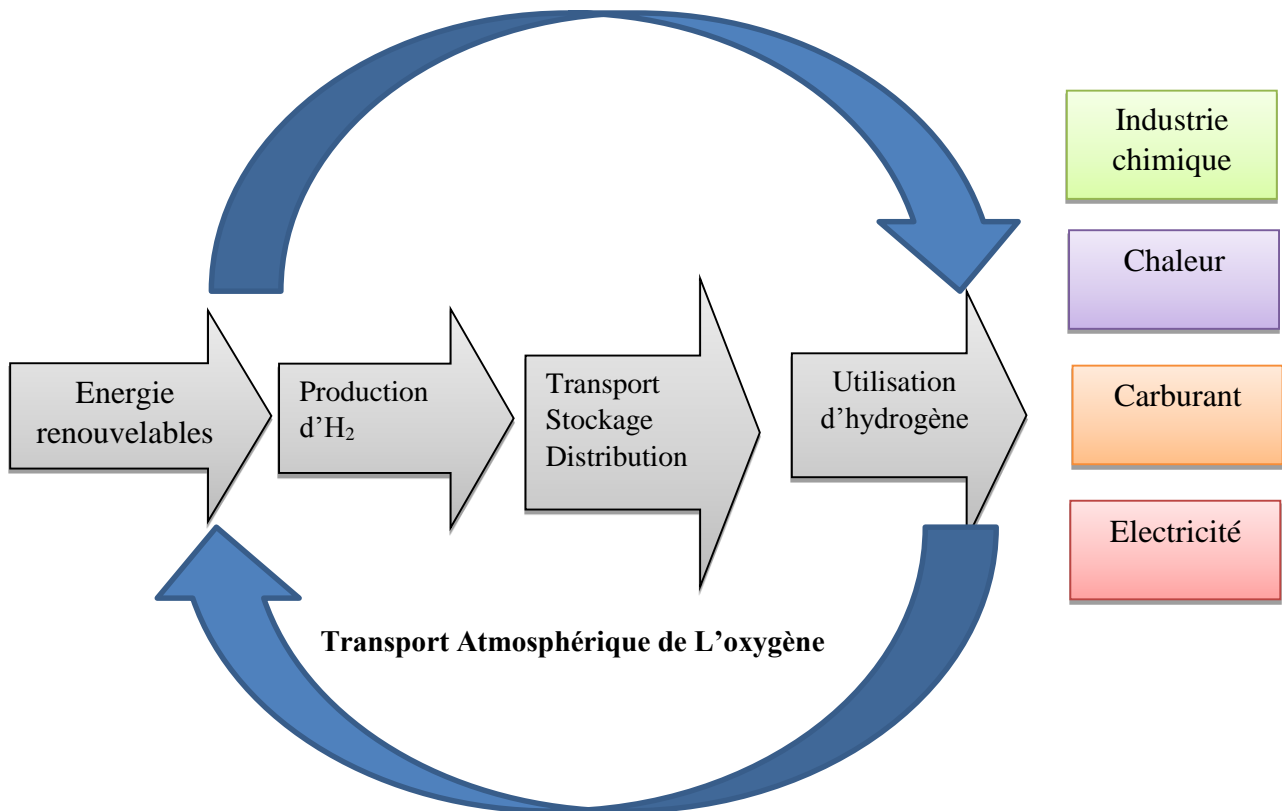 Energie
renouvelables
Production
d’H₂
Transport
Stockage
Distribution
Utilisation
d’hydrogène
Industrie
chimique
Chaleur
Carburant
Electricité
Transport Atmosphérique de L’oxygène